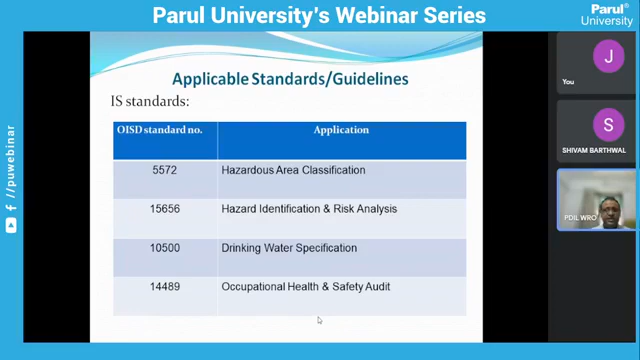 Parul University's Webinar Series
Parul®
University
Applicable Standards/Guidelines
IS standards:
OISD standard no. Application
5572 Hazardous Area Classification
15656 Hazard Identification & Risk Analysis
10500 Drinking Water Specification
14489 Occupational Health & Safety Audit
J
You
S
SHIVAM BARTHWAL
PDIL WRO
//puwebinar